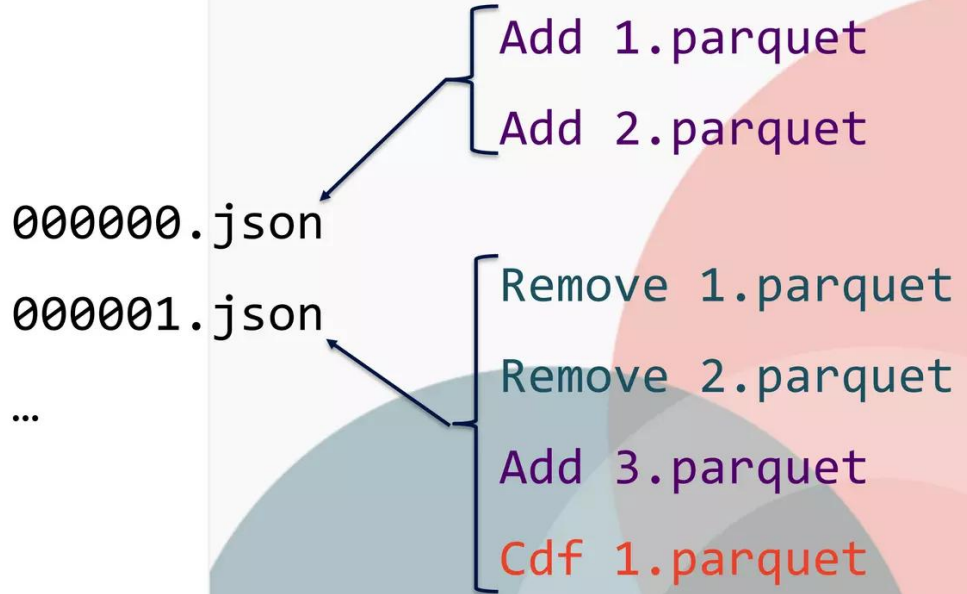 Add 1.parquet
Add 2.parquet
000000.json
000001.json
…
Remove 1.parquet
Remove 2.parquet
Add 3.parquet
Cdf 1.parquet